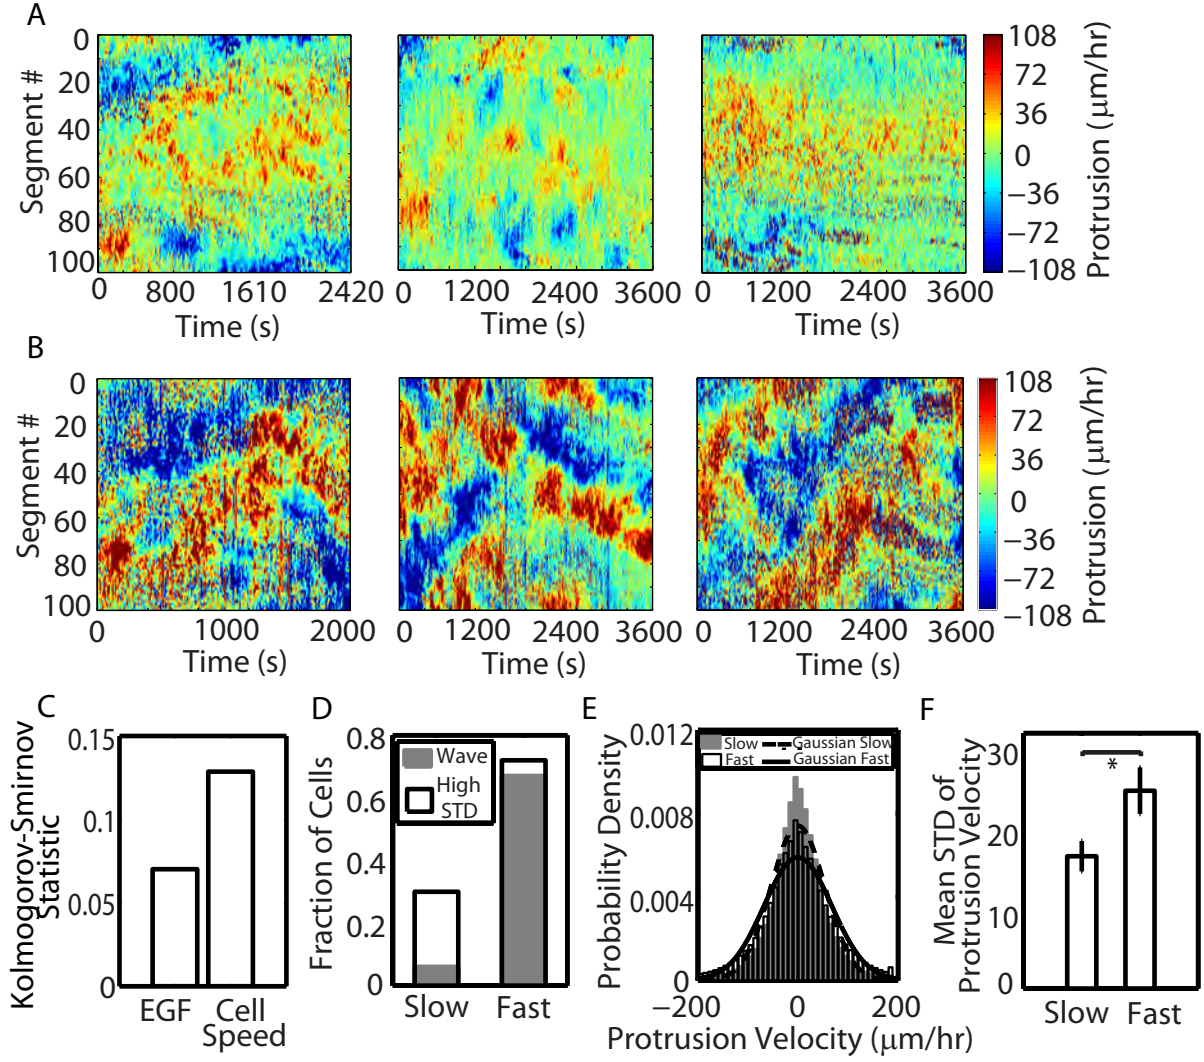 A
Segment #
0
20
40
60
80
100
0 800 1610 2420
Time (s)
0 1200 2400 3600
Time (s)
0 1200 2400 3600
Time (s)
108
72
36
0
−36
−72
−108
Protrusion (μm/hr)
B
Segment #
0
20
40
60
80
100
0 1000 2000
Time (s)
0 1200 2400 3600
Time (s)
0 1200 2400 3600
Time (s)
108
72
36
0
−36
−72
−108
Protrusion (μm/hr)
C
Kolmogorov-Smirnov
Statistic
0.15
0.1
0.05
0
EGF Cell
Speed
D
Fraction of Cells
0.8
0.6
0.4
0.2
0
Wave
High
STD
Slow Fast
E
Probability Density
0.012
0.008
0.004
0
Slow Gaussian Slow
Fast Gaussian Fast
−200 0 200
Protrusion Velocity (μm/hr)
F
Mean STD of
Protrusion Velocity
30
20
10
0
*
Slow Fast